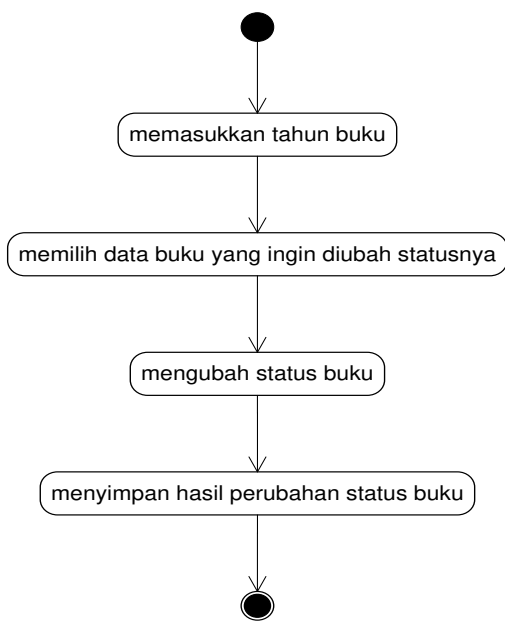 memasukkan tahun buku
memilih data buku yang ingin diubah statusnya
mengubah status buku
menyimpan hasil perubahan status buku